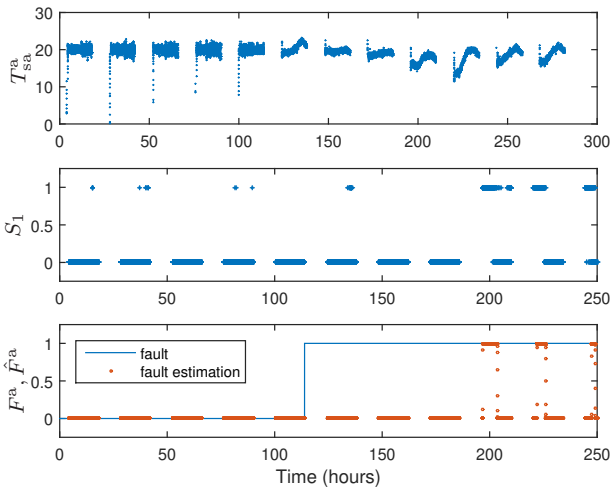 30
20
10
0
T^a_sa
0 50 100 150 200 250 300
1
0.5
0
S_1
0 50 100 150 200 250
1
0.5
0
F^a, F̂^a
fault
fault estimation
0 50 100 150 200 250
Time (hours)